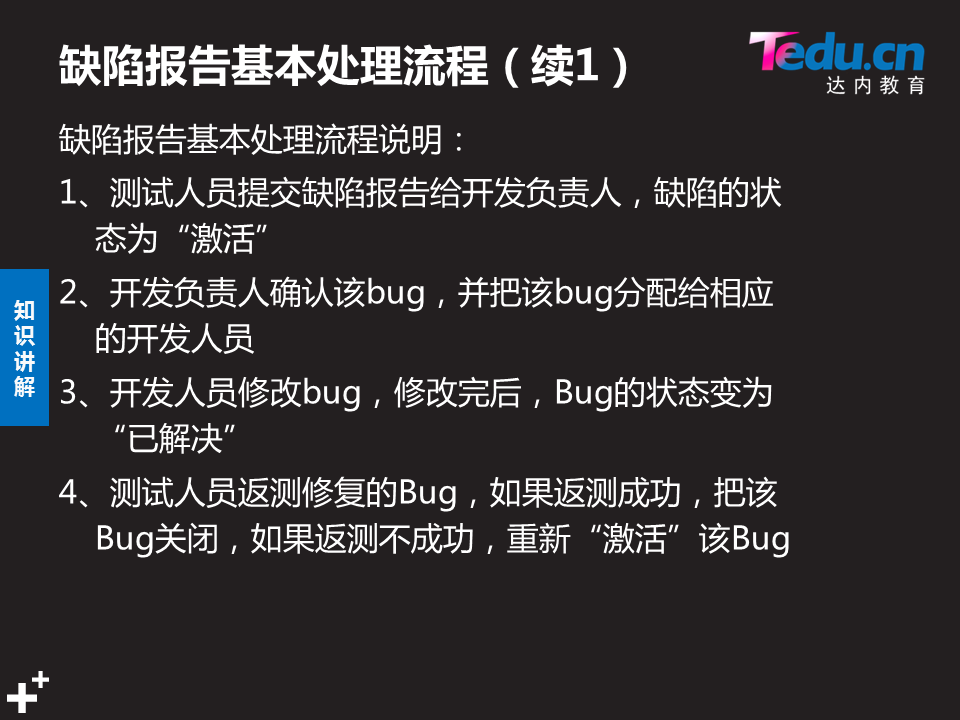 缺陷报告基本处理流程（续1）
Tedu.cn
达内教育
缺陷报告基本处理流程说明：
1、测试人员提交缺陷报告给开发负责人，缺陷的状
态为“激活”
2、开发负责人确认该bug，并把该bug分配给相应
的开发人员
3、开发人员修改bug，修改完后，Bug的状态变为
“已解决”
4、测试人员返测修复的Bug，如果返测成功，把该
Bug关闭，如果返测不成功，重新“激活”该Bug
知
识
讲
解